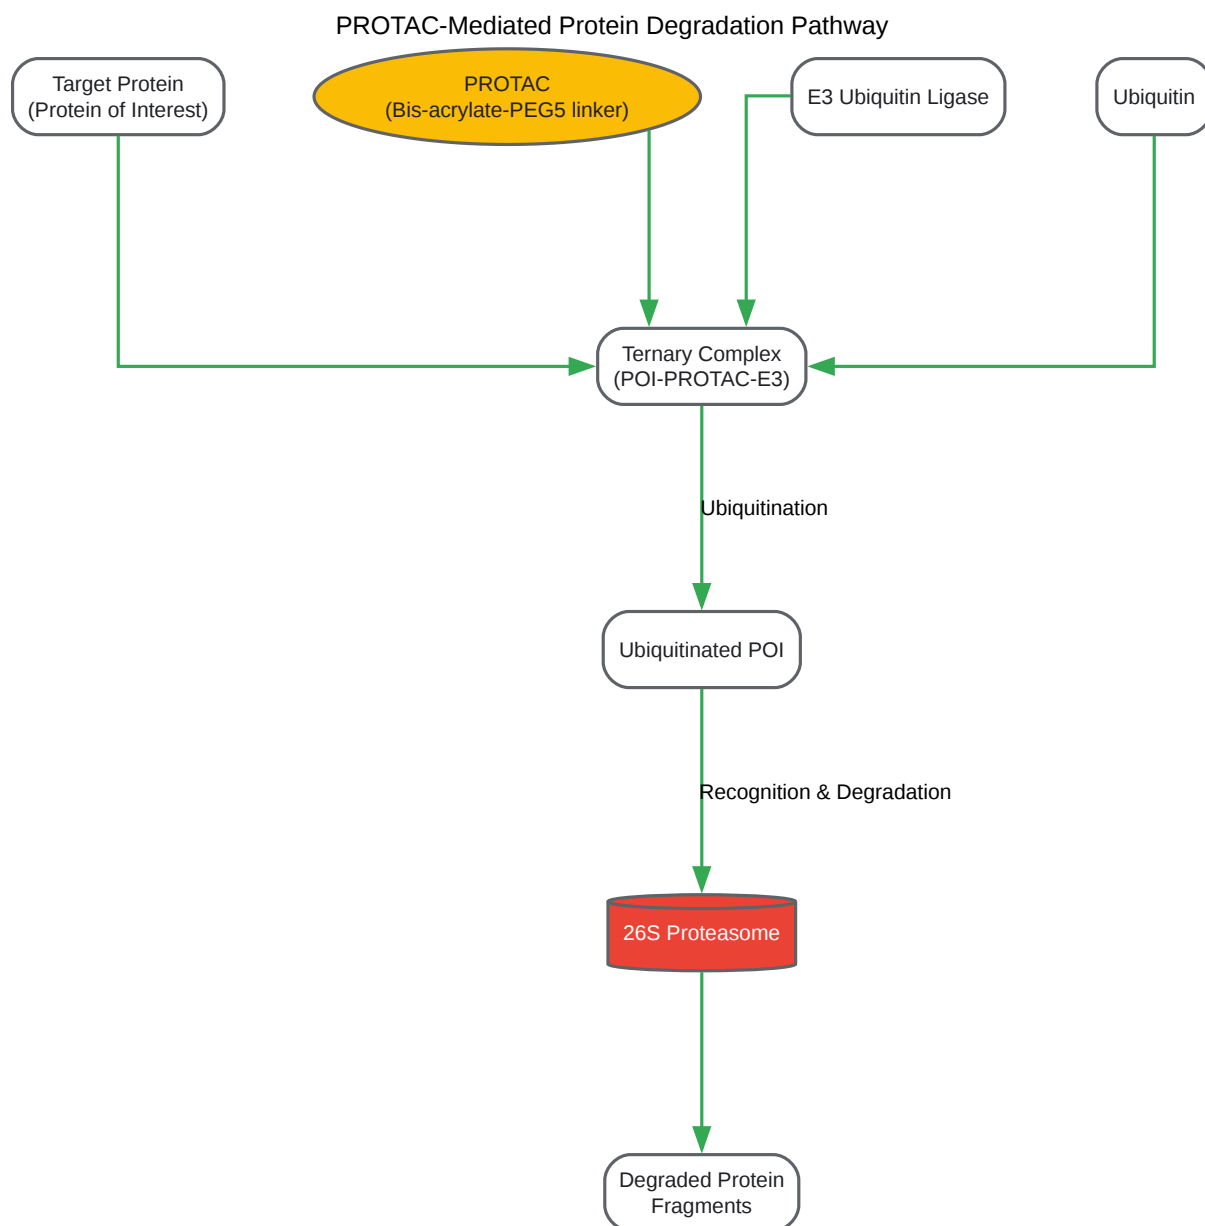 PROTAC-Mediated Protein Degradation Pathway
Target Protein
(Protein of Interest)
PROTAC
(Bis-acrylate-PEG5 linker)
E3 Ubiquitin Ligase
Ubiquitin
Ternary Complex
(POI-PROTAC-E3)
Ubiquitination
Ubiquitinated POI
Recognition & Degradation
26S Proteasome
Degraded Protein
Fragments